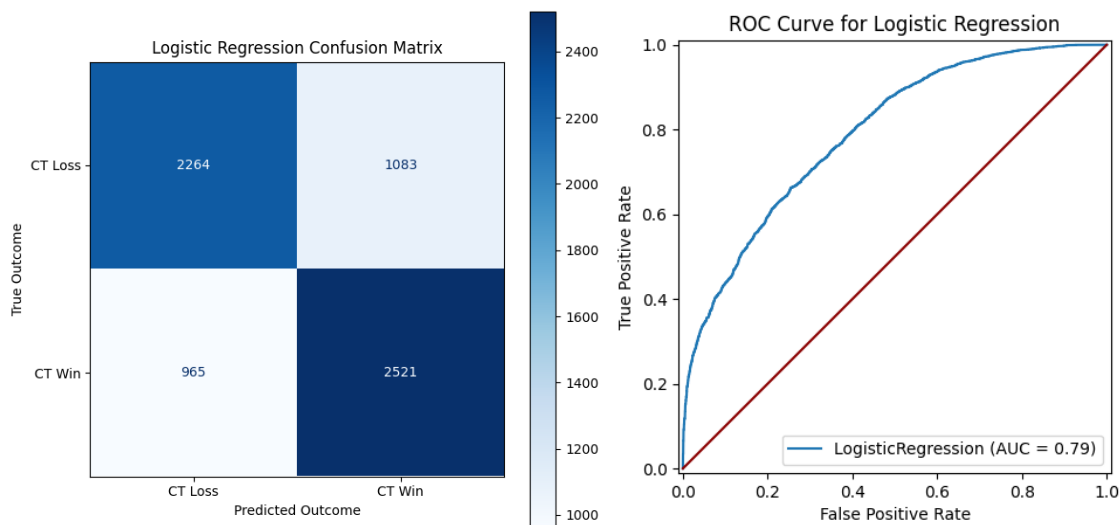 Logistic Regression Confusion Matrix
True Outcome
CT Loss
CT Win
2264
1083
965
2521
CT Loss
CT Win
Predicted Outcome
2400
2200
2000
1800
1600
1400
1200
1000
ROC Curve for Logistic Regression
True Positive Rate
1.0
0.8
0.6
0.4
0.2
0.0
LogisticRegression (AUC = 0.79)
0.0
0.2
0.4
0.6
0.8
1.0
False Positive Rate